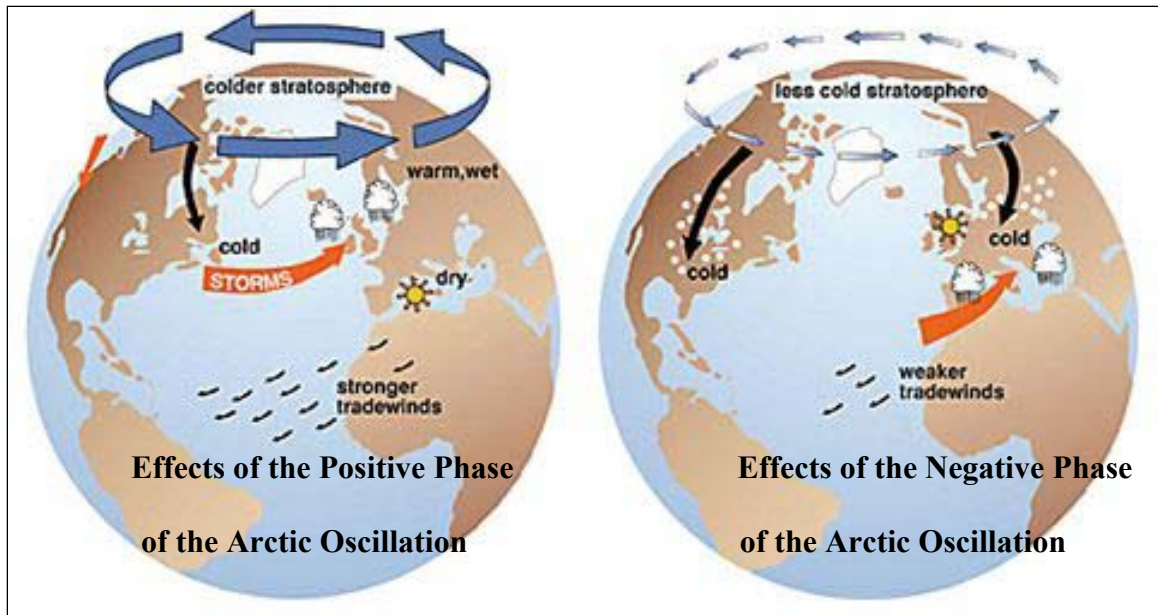 colder stratosphere
warm,wet
cold
STORMS
dry
stronger
tradewinds
Effects of the Positive Phase
of the Arctic Oscillation
less cold stratosphere
cold
cold
weaker
tradewinds
Effects of the Negative Phase
of the Arctic Oscillation